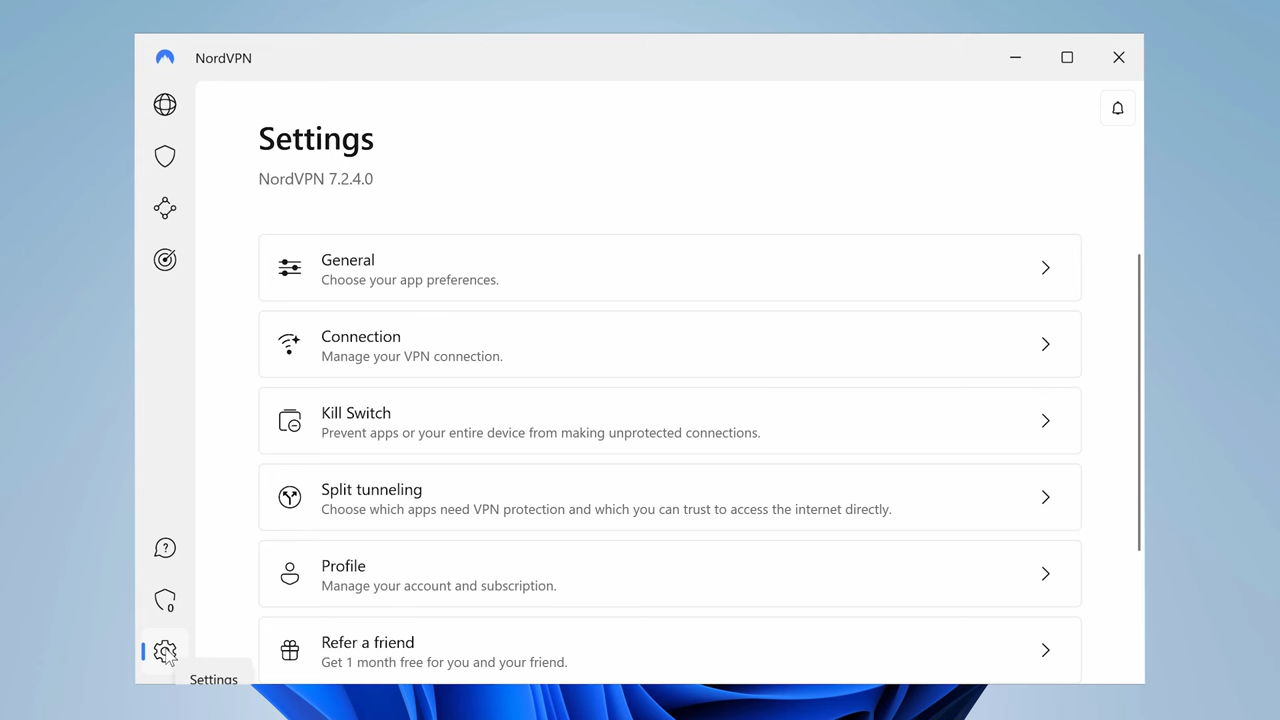 NordVPN
Settings
NordVPN 7.2.4.0
General
Choose your app preferences.
Connection
Manage your VPN connection.
Kill Switch
Prevent apps or your entire device from making unprotected connections.
Split tunneling
Choose which apps need VPN protection and which you can trust to access the internet directly.
Profile
Manage your account and subscription.
Refer a friend
Get 1 month free for you and your friend.
?
0
Settings